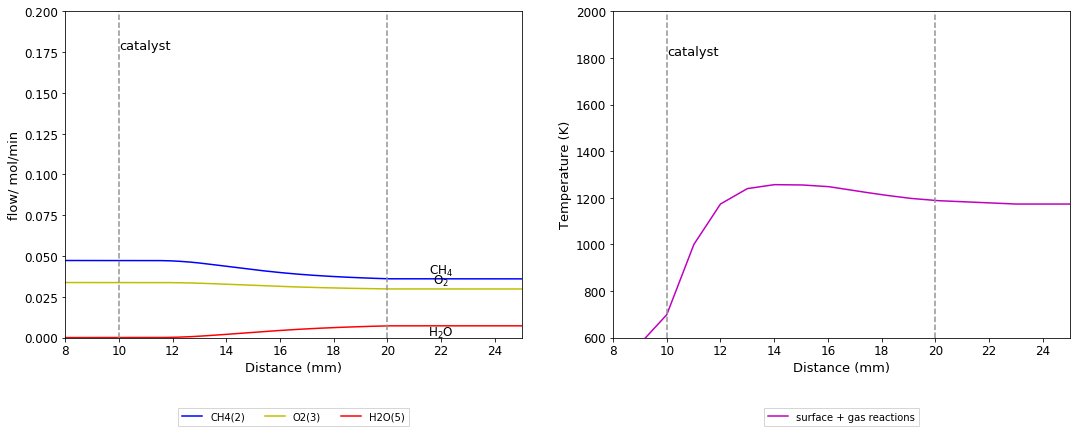 0.200
0.175
0.150
0.125
0.100
0.075
0.050
0.025
0.000
flow/ mol/min
catalyst
CH₄
O₂
H₂O
8 10 12 14 16 18 20 22 24
Distance (mm)
CH4(2) O2(3) H2O(5)
2000
1800
1600
1400
1200
1000
800
600
Temperature (K)
catalyst
8 10 12 14 16 18 20 22 24
Distance (mm)
surface + gas reactions